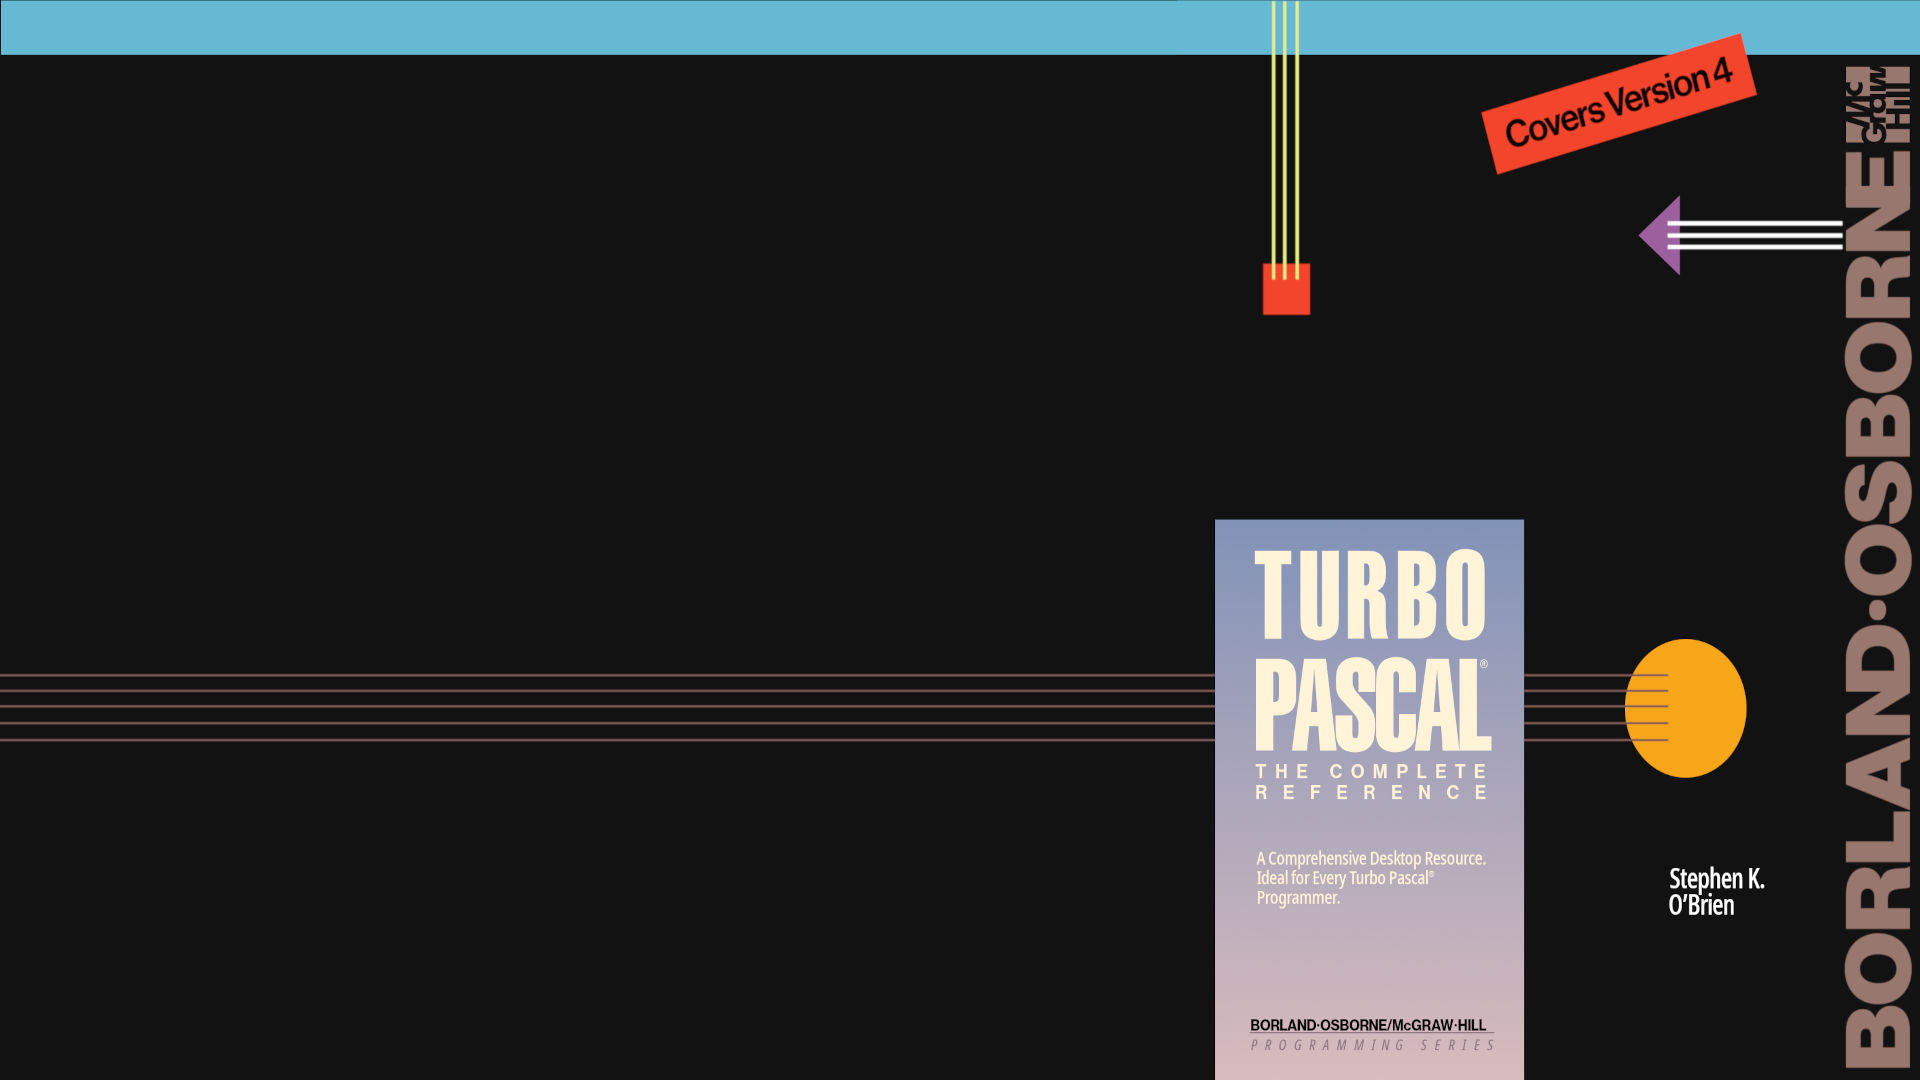 Covers Version 4
Mc
Graw
Hill
BORLAND·OSBORNE
TURBO
PASCAL®
THE COMPLETE
REFERENCE
A Comprehensive Desktop Resource.
Ideal for Every Turbo Pascal®
Programmer.
Stephen K.
O’Brien
BORLAND·OSBORNE/McGRAW·HILL
PROGRAMMING SERIES